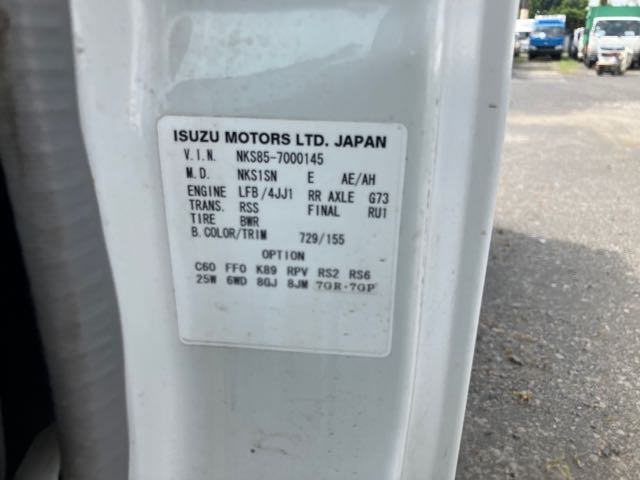 ISUZU MOTORS LTD. JAPAN
V.I.N. NKS85-7000145
M.D. NKS1SN E AE/AH
ENGINE LFB/4JJ1 RR AXLE G73
TRANS. RSS FINAL RU1
TIRE BWR
B.COLOR/TRIM 729/155
OPTION
C60 FF0 K89 RPV RS2 RS6
25W 6WD 8GJ 8JM 7GR·7GP